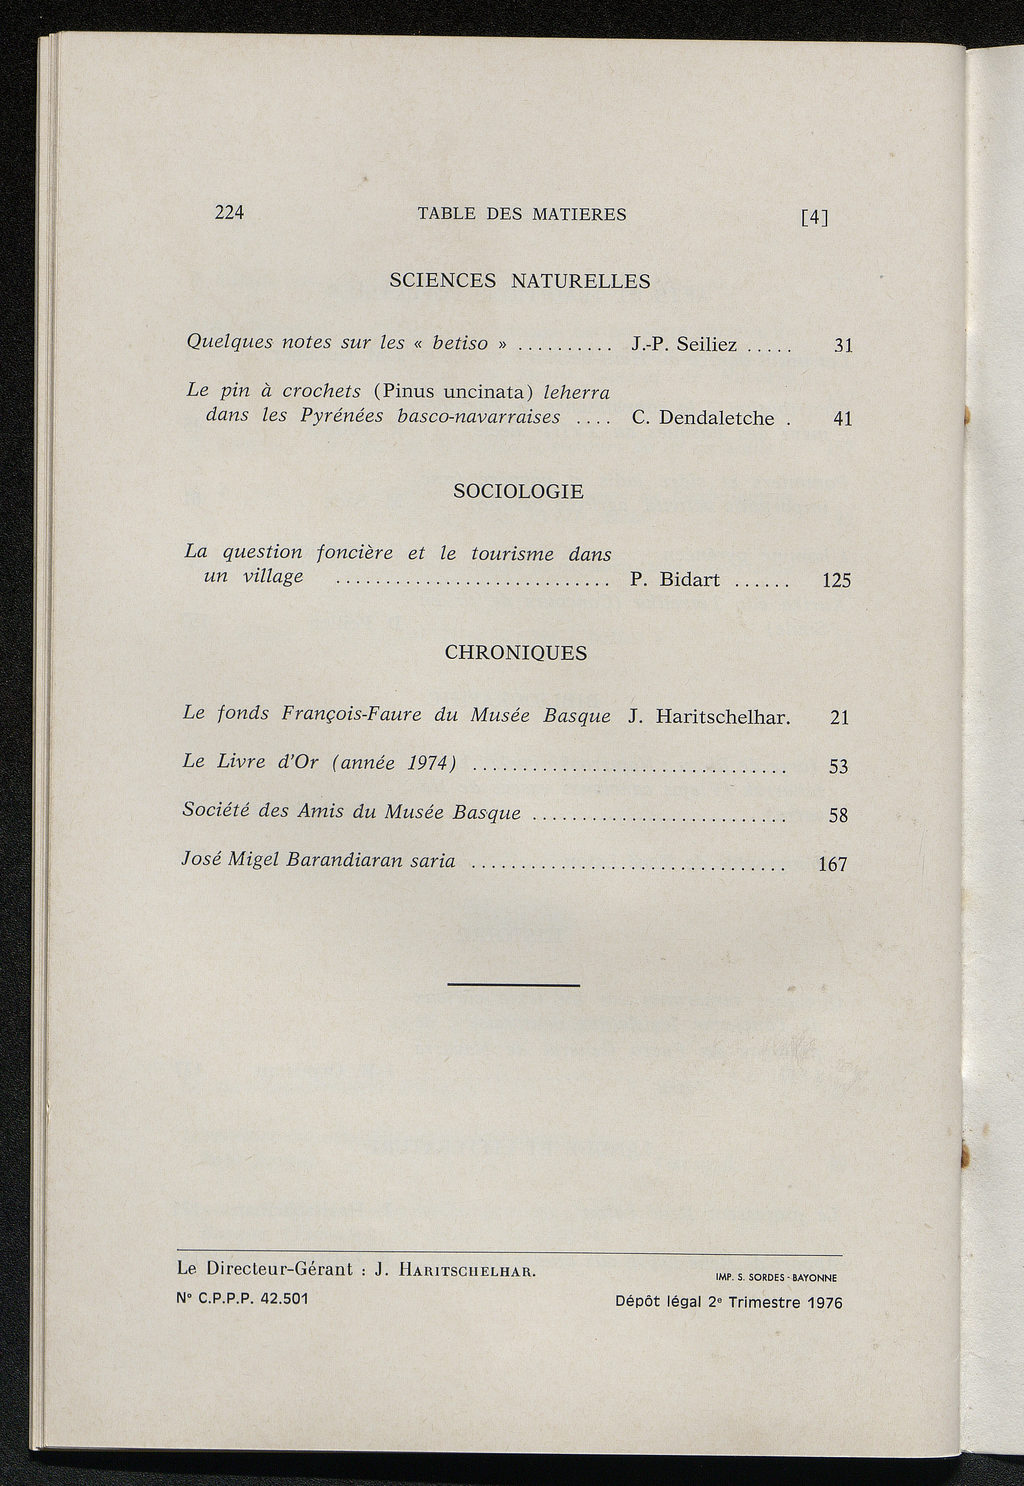 224 TABLE DES MATIERES [4]
SCIENCES NATURELLES
Quelques notes sur les « betiso » .......... J.-P. Seiliez ..... 31
Le pin à crochets (Pinus uncinata) leherra
dans les Pyrénées basco-navarraises .... C. Dendaletche . 41
SOCIOLOGIE
La question foncière et le tourisme dans
un village ............................ P. Bidart ...... 125
CHRONIQUES
Le fonds François-Faure du Musée Basque J. Haritschelhar. 21
Le Livre d'Or (année 1974) ................................ 53
Société des Amis du Musée Basque .......................... 58
José Migel Barandiaran saria ................................ 167
Le Directeur-Gérant : J. HARITSCHELHAR.
IMP. S. SORDES - BAYONNE
N° C.P.P.P. 42.501
Dépôt légal 2e Trimestre 1976